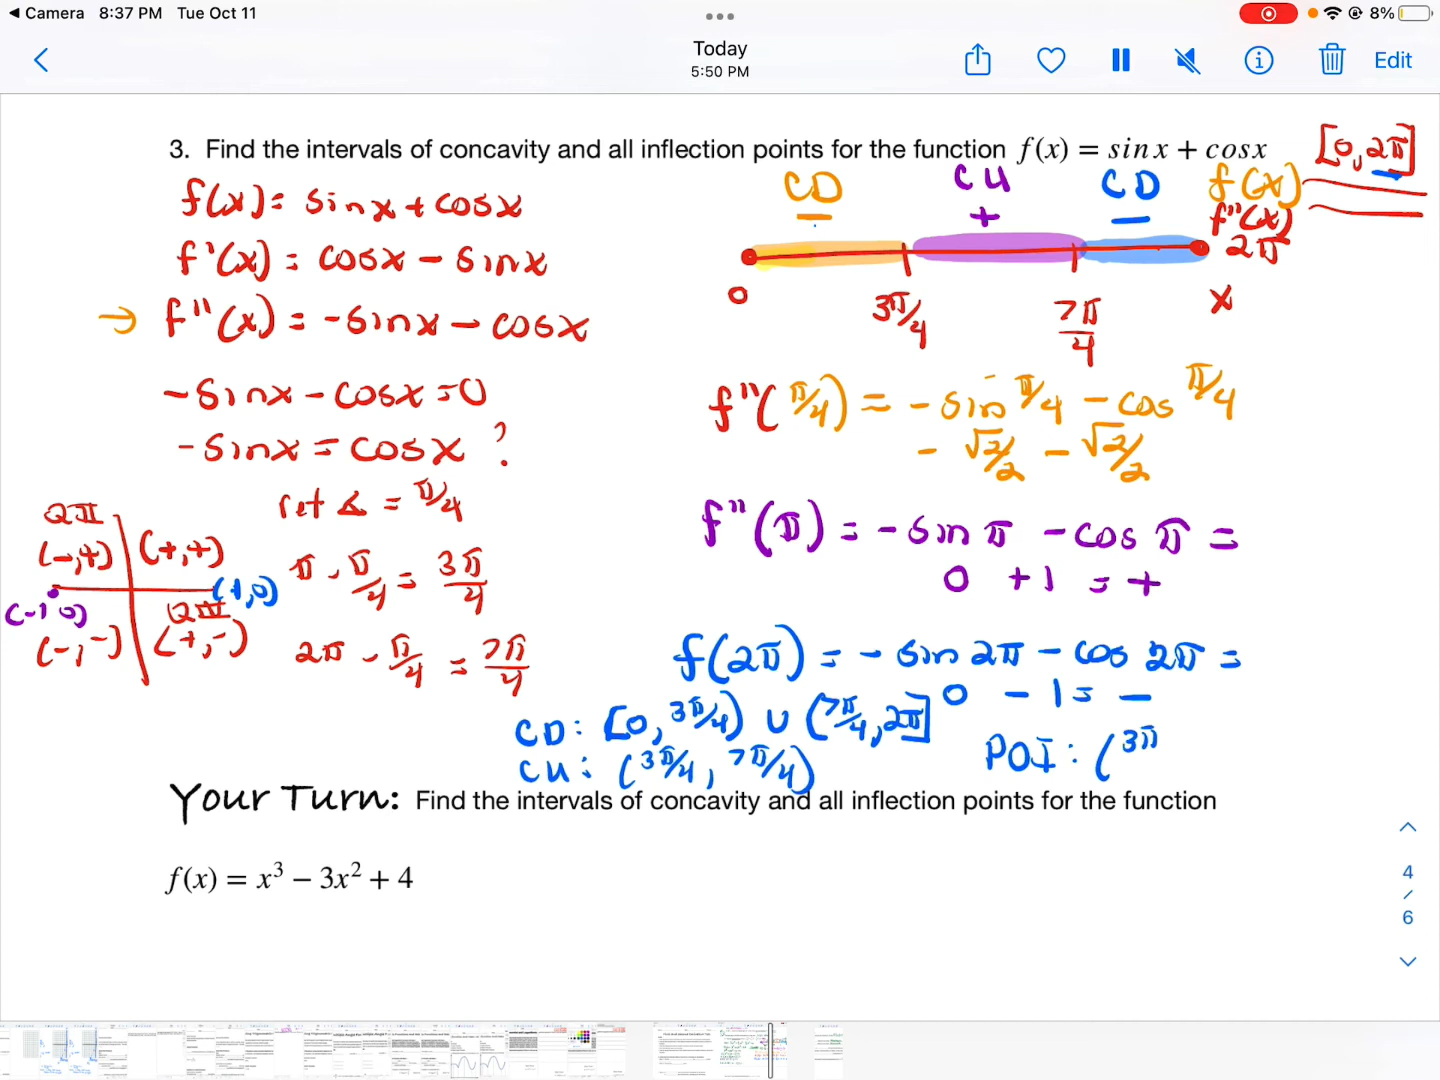 Camera 8:37 PM Tue Oct 11
8%
Today
5:50 PM
Edit
3. Find the intervals of concavity and all inflection points for the function f(x) = sinx + cosx [0, 2π]
f(x) = sinx + cosx
f'(x) = cosx - sinx
→ f"(x) = -sinx - cosx
-sinx - cosx = 0
-sinx = cosx ?
ref ∡ = π/4
π - π/4 = 3π/4
2π - π/4 = 7π/4
QII
(-,+) (+,+)
(-1,0) (1,0)
(-,-) QIV (+,-)
CD CU CD f(x)
- + - f"(x)
0 3π/4 7π/4 2π x
f"(π/4) = -sin π/4 - cos π/4
- √2/2 - √2/2
f"(π) = -sin π - cos π =
0 + 1 = +
f(2π) = - sin 2π - cos 2π =
0 - 1 = -
CD: [0, 3π/4) ∪ (7π/4, 2π]
CU: (3π/4, 7π/4)
POI: (3π
Your Turn: Find the intervals of concavity and all inflection points for the function
f(x) = x³ − 3x² + 4
4
/
6